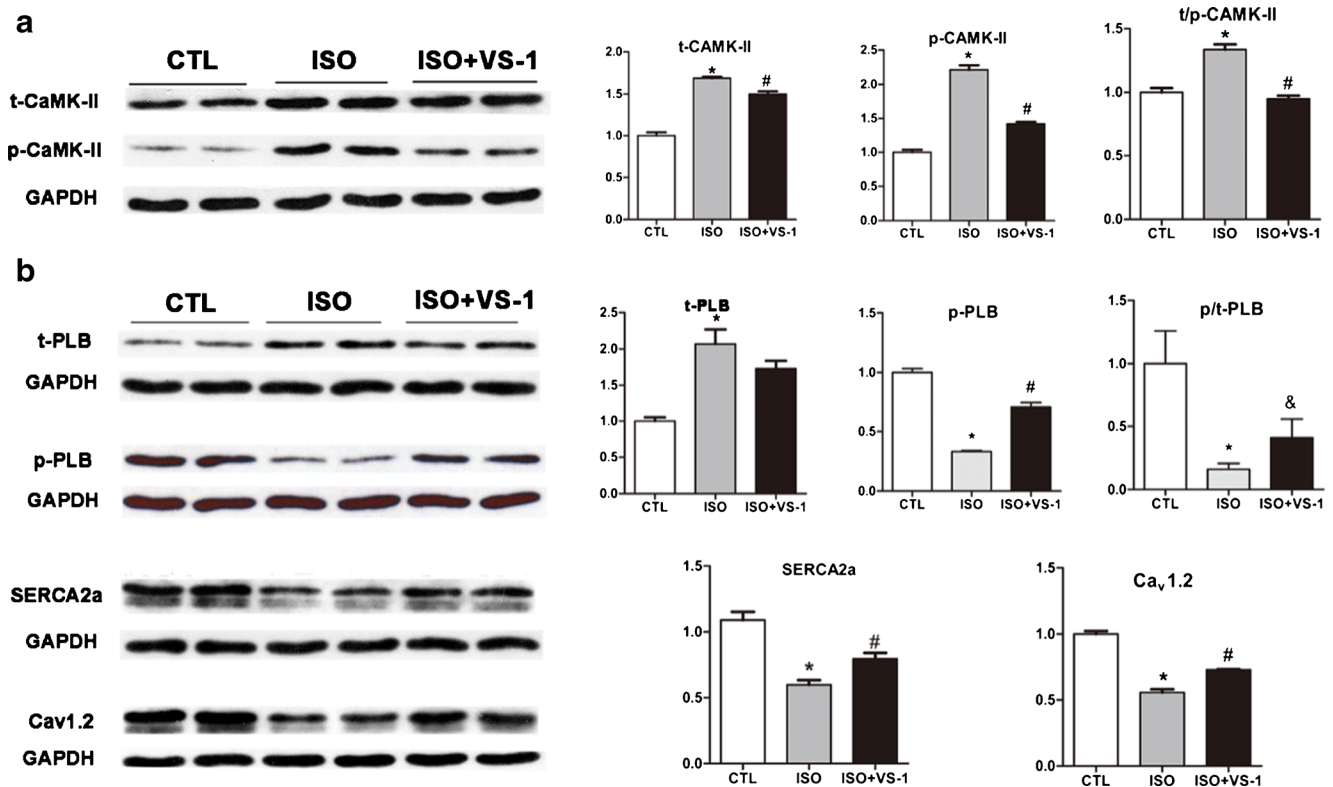 a
CTL ISO ISO+VS-1
t-CaMK-II
p-CaMK-II
GAPDH
t-CAMK-II
2.0
1.5
1.0
0.5
0.0
*
#
CTL ISO ISO+VS-1
p-CAMK-II
2.5
2.0
1.5
1.0
0.5
0.0
*
#
CTL ISO ISO+VS-1
t/p-CAMK-II
1.5
1.0
1.5
0.0
*
#
CTL ISO ISO+VS-1
b
CTL ISO ISO+VS-1
t-PLB
GAPDH
p-PLB
GAPDH
SERCA2a
GAPDH
Cav1.2
GAPDH
t-PLB
2.5
2.0
1.5
1.0
0.5
0.0
*
CTL ISO ISO+VS-1
p-PLB
1.5
1.0
0.5
0.0
*
#
CTL ISO ISO+VS-1
p/t-PLB
1.5
1.0
0.5
0.0
*
&
CTL ISO ISO+VS-1
SERCA2a
1.5
1.0
0.5
0.0
*
#
CTL ISO ISO+VS-1
Cav1.2
1.5
1.0
0.5
0.0
*
#
CTL ISO ISO+VS-1